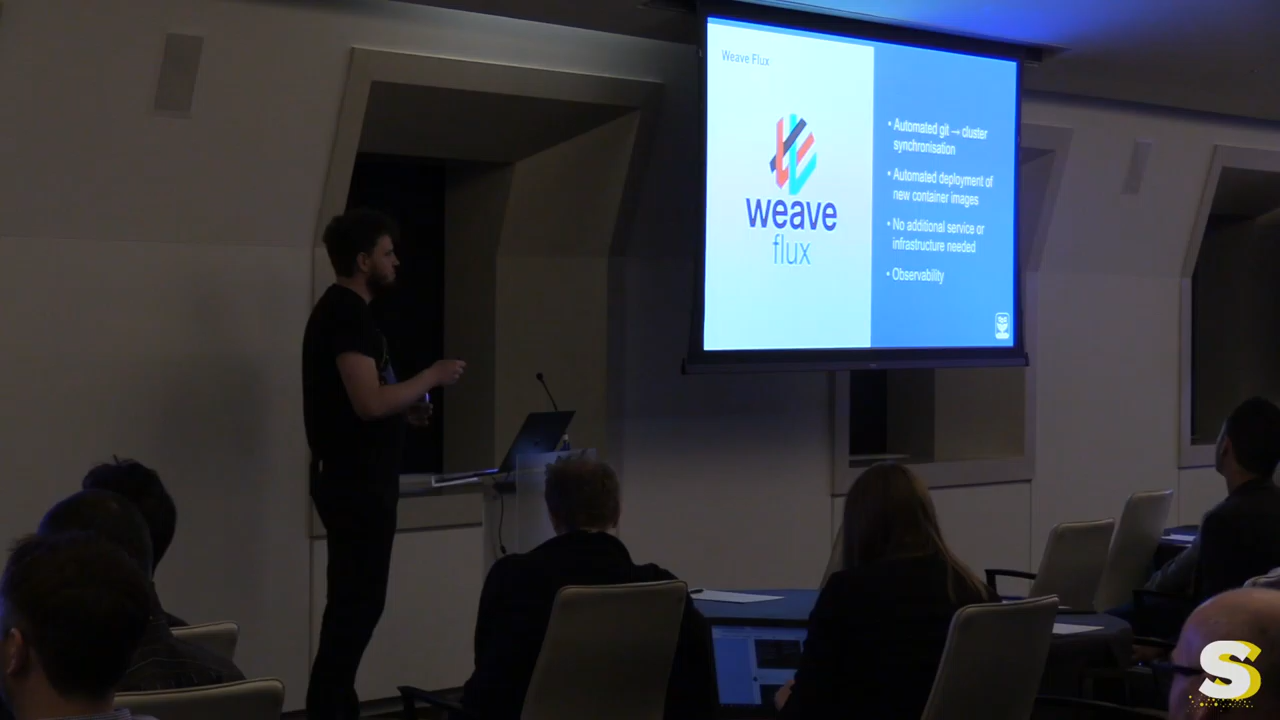 Weave Flux
weave
flux
• Automated git → cluster
synchronisation
• Automated deployment of
new container images
• No additional service or
infrastructure needed
• Observability
S